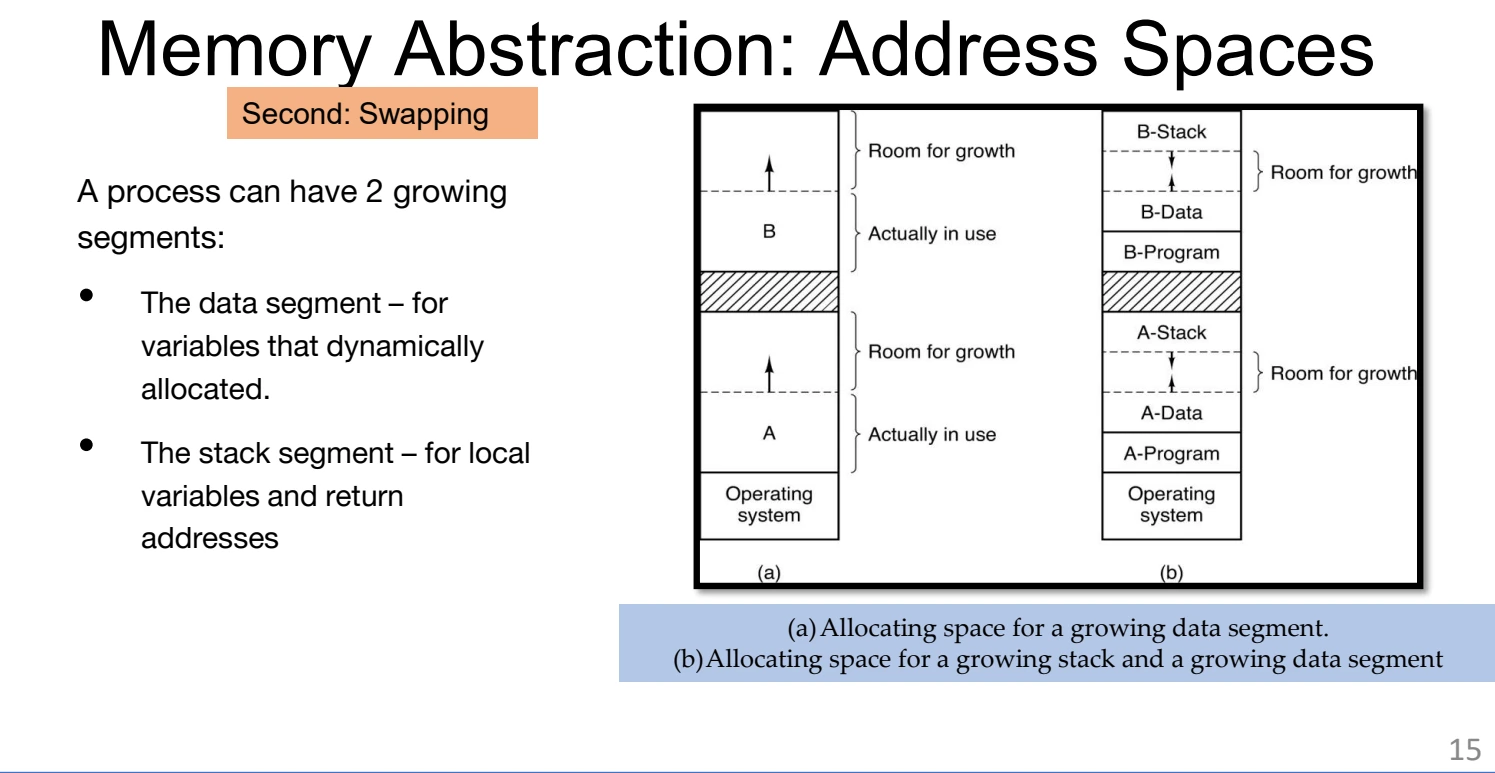 Memory Abstraction: Address Spaces
Second: Swapping
A process can have 2 growing
segments:
• The data segment – for
variables that dynamically
allocated.
• The stack segment – for local
variables and return
addresses
Room for growth
B
Actually in use
Room for growth
A
Actually in use
Operating
system
(a)
B-Stack
Room for growth
B-Data
B-Program
A-Stack
Room for growth
A-Data
A-Program
Operating
system
(b)
(a) Allocating space for a growing data segment.
(b) Allocating space for a growing stack and a growing data segment
15